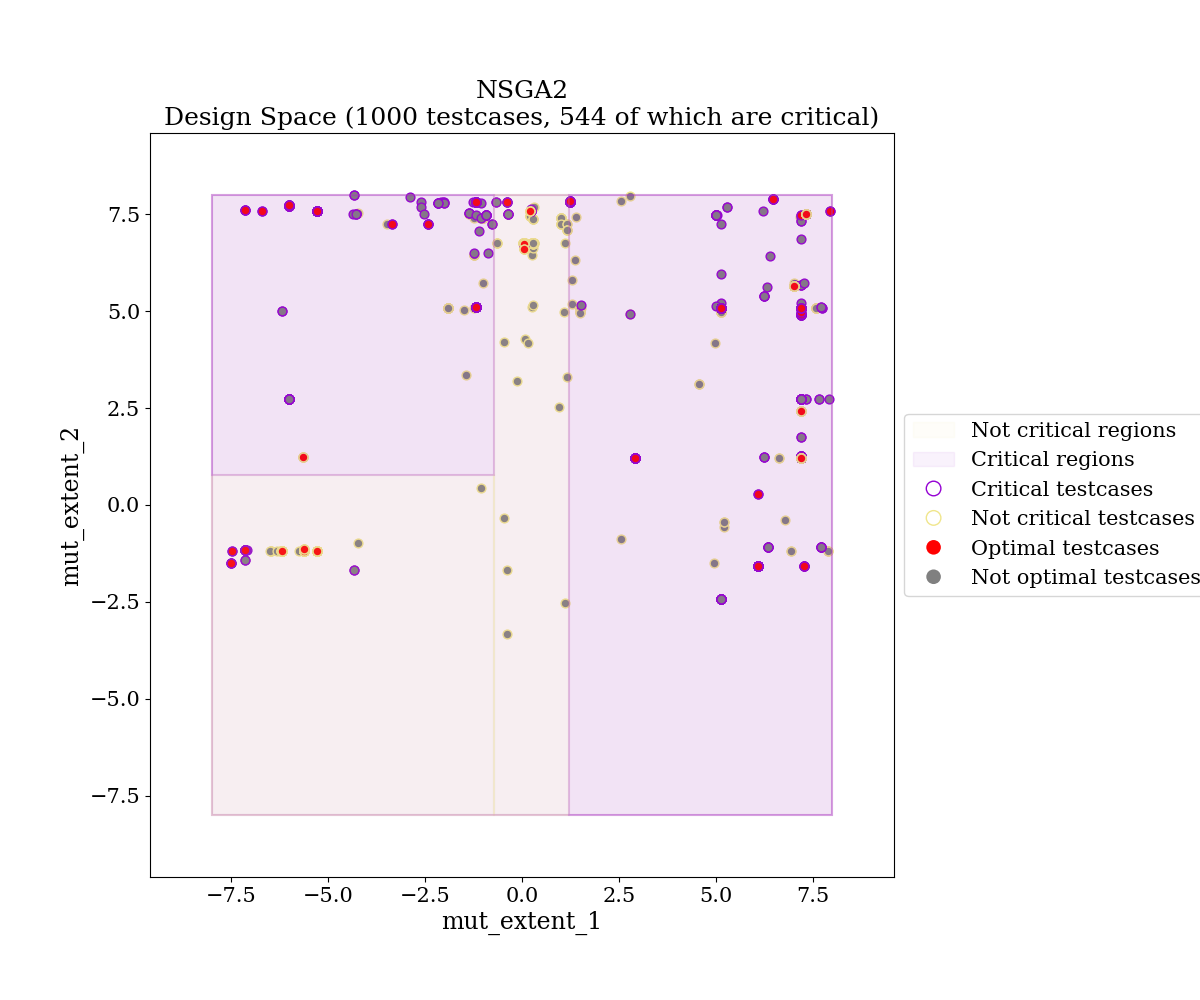 NSGA2
Design Space (1000 testcases, 544 of which are critical)
mut_extent_2
7.5
5.0
2.5
0.0
−2.5
−5.0
−7.5
−7.5
−5.0
−2.5
0.0
2.5
5.0
7.5
mut_extent_1
Not critical regions
Critical regions
Critical testcases
Not critical testcases
Optimal testcases
Not optimal testcases